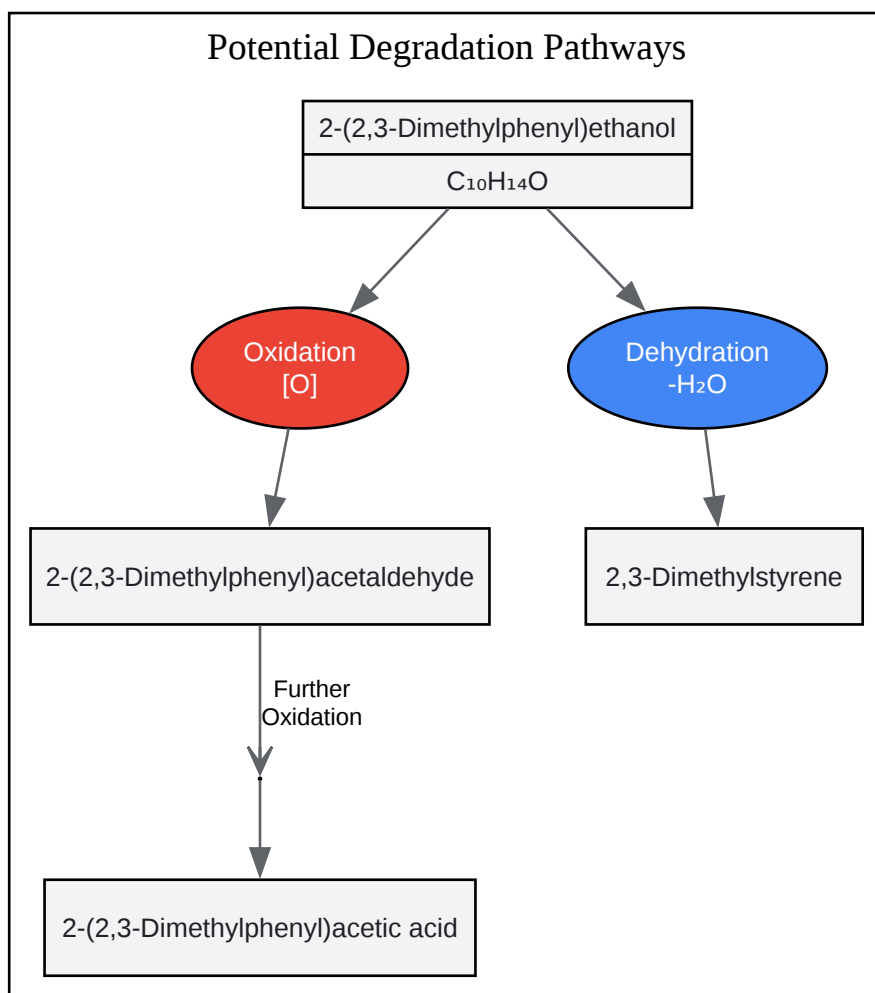 Potential Degradation Pathways
2-(2,3-Dimethylphenyl)ethanol
C₁₀H₁₄O
Oxidation
[O]
Dehydration
-H₂O
2-(2,3-Dimethylphenyl)acetaldehyde
2,3-Dimethylstyrene
Further
Oxidation
2-(2,3-Dimethylphenyl)acetic acid